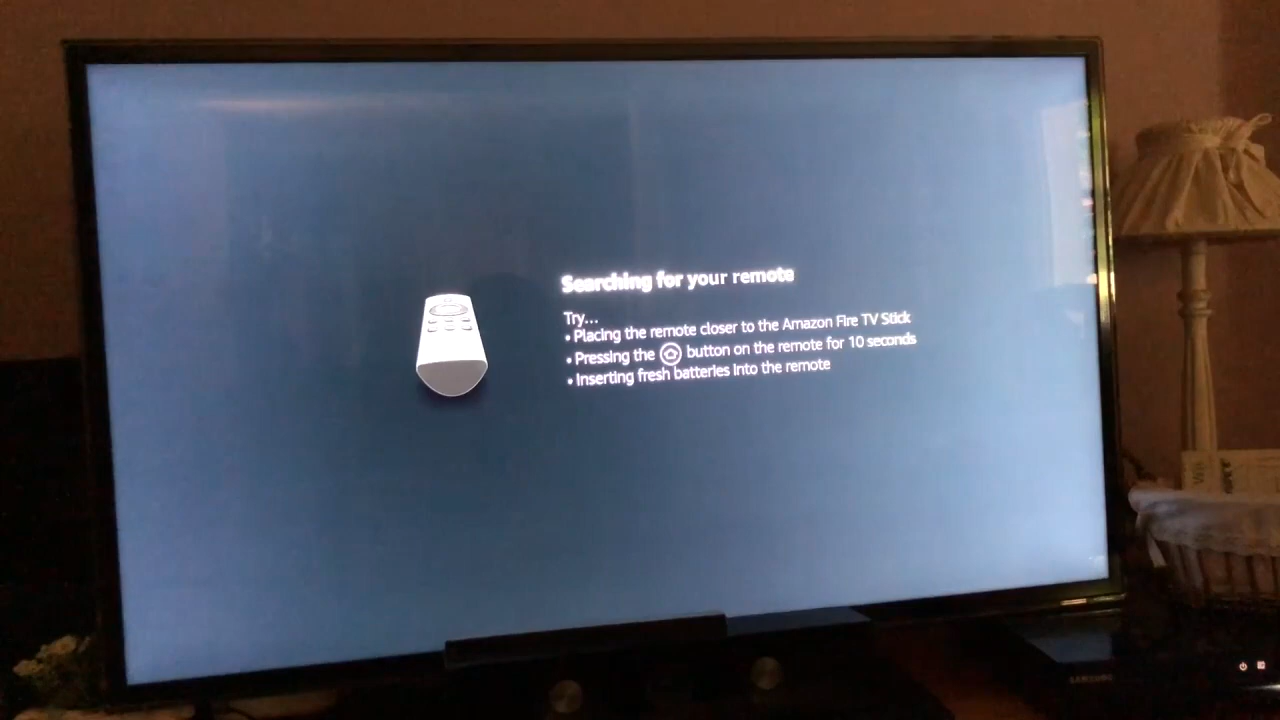 Searching for your remote
Try...
• Placing the remote closer to the Amazon Fire TV Stick
• Pressing the button on the remote for 10 seconds
• Inserting fresh batteries into the remote
SAMSUNG